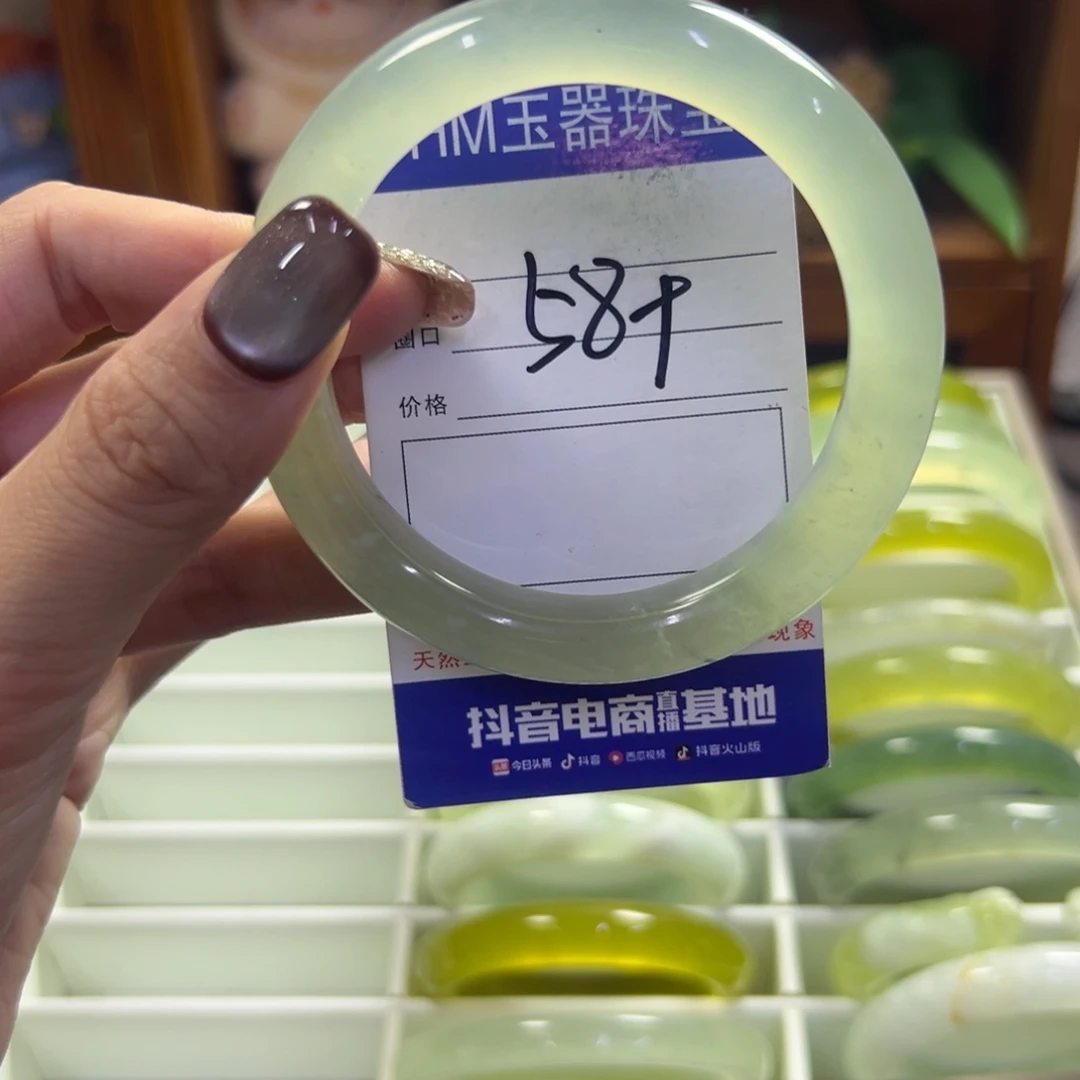 HM玉器珠宝
58+
圈口
价格
天然 现象
抖音电商直播基地
今日头条 抖音 西瓜视频 抖音火山版